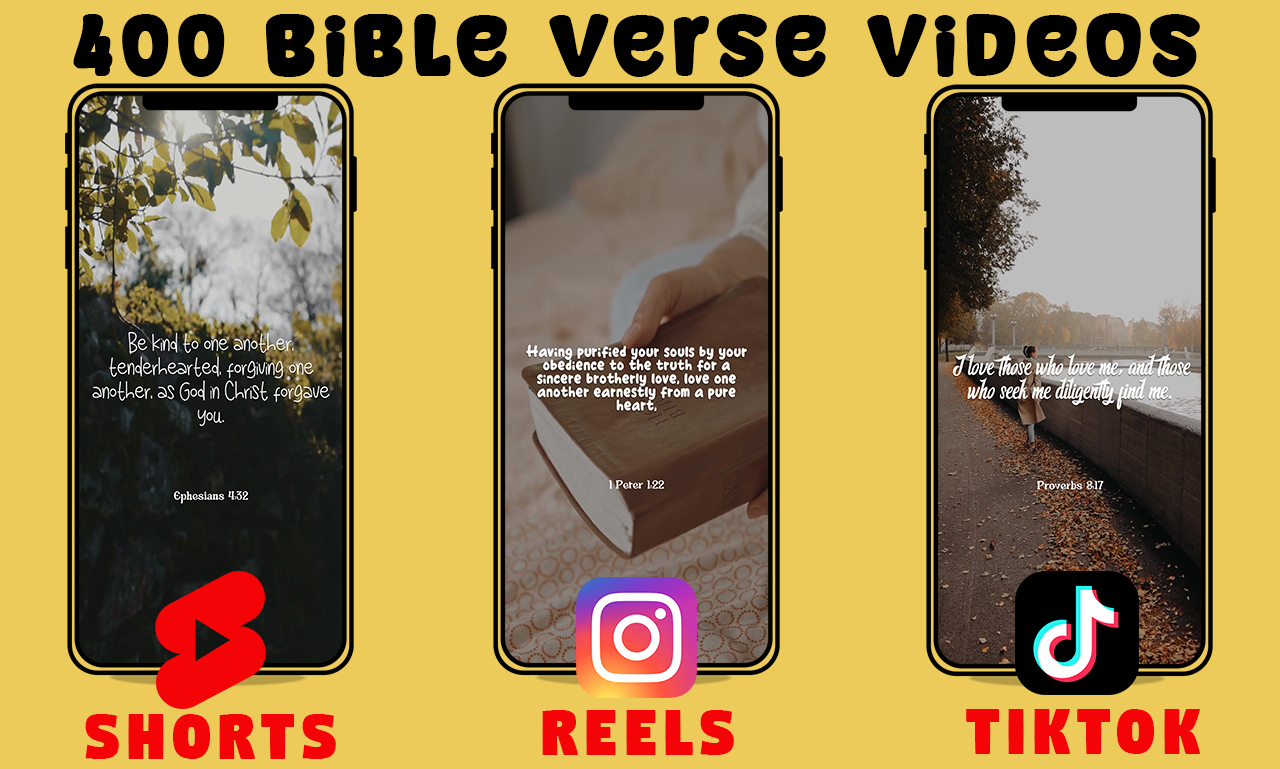 400 BiBLe Verse ViDeos
Be kind to one another,
tenderhearted, forgiving one
another, as God in Christ forgave
you.
Ephesians 4:32
SHORTS
Having purified your souls by your
obedience to the truth for a
sincere brotherly love, love one
another earnestly from a pure
heart,
1 Peter 1:22
REELS
I love those who love me, and those
who seek me diligently find me.
Proverbs 8:17
TIKTOK